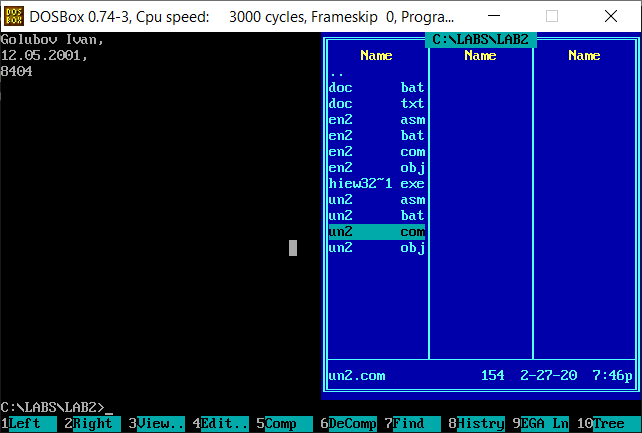 DOSBox 0.74-3, Cpu speed: 3000 cycles, Frameskip 0, Progra...
Golubov Ivan,
12.05.2001,
8404
C:\LABS\LAB2
Name Name Name
..
doc bat
doc txt
en2 asm
en2 bat
en2 com
en2 obj
hiew32~1 exe
un2 asm
un2 bat
un2 com
un2 obj
un2.com 154 2-27-20 7:46p
C:\LABS\LAB2>_
1Left 2Right 3View.. 4Edit.. 5Comp 6DeComp 7Find 8Histry 9EGA Ln 10Tree